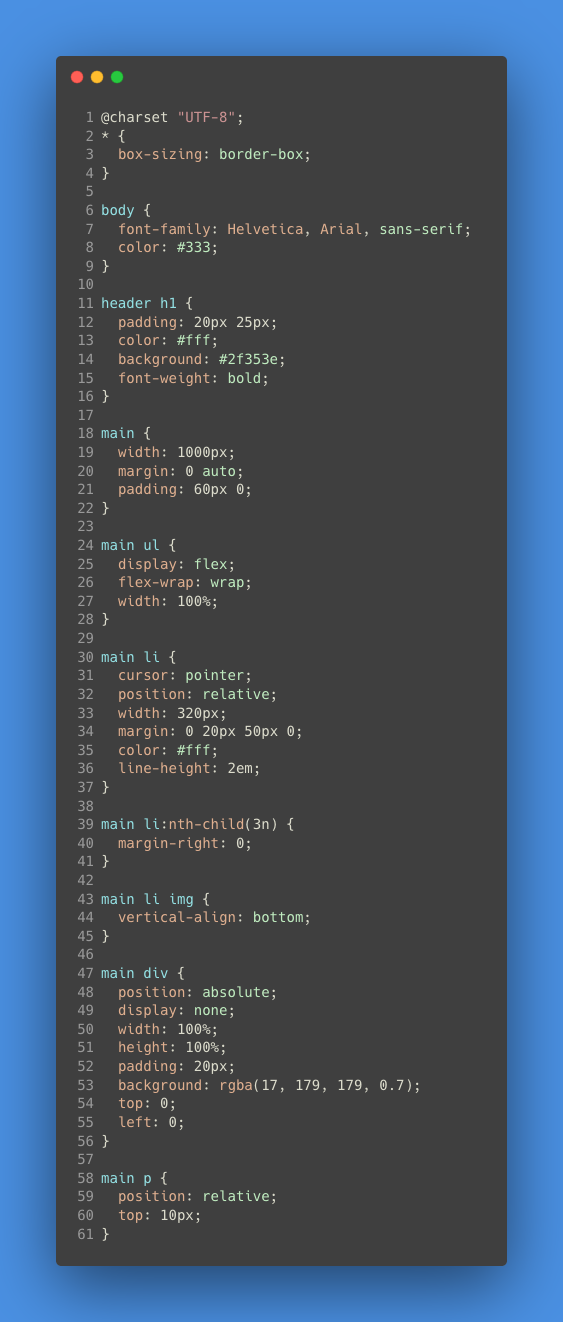 1 @charset "UTF-8";
2 * {
3   box-sizing: border-box;
4 }
5
6 body {
7   font-family: Helvetica, Arial, sans-serif;
8   color: #333;
9 }
10
11 header h1 {
12   padding: 20px 25px;
13   color: #fff;
14   background: #2f353e;
15   font-weight: bold;
16 }
17
18 main {
19   width: 1000px;
20   margin: 0 auto;
21   padding: 60px 0;
22 }
23
24 main ul {
25   display: flex;
26   flex-wrap: wrap;
27   width: 100%;
28 }
29
30 main li {
31   cursor: pointer;
32   position: relative;
33   width: 320px;
34   margin: 0 20px 50px 0;
35   color: #fff;
36   line-height: 2em;
37 }
38
39 main li:nth-child(3n) {
40   margin-right: 0;
41 }
42
43 main li img {
44   vertical-align: bottom;
45 }
46
47 main div {
48   position: absolute;
49   display: none;
50   width: 100%;
51   height: 100%;
52   padding: 20px;
53   background: rgba(17, 179, 179, 0.7);
54   top: 0;
55   left: 0;
56 }
57
58 main p {
59   position: relative;
60   top: 10px;
61 }